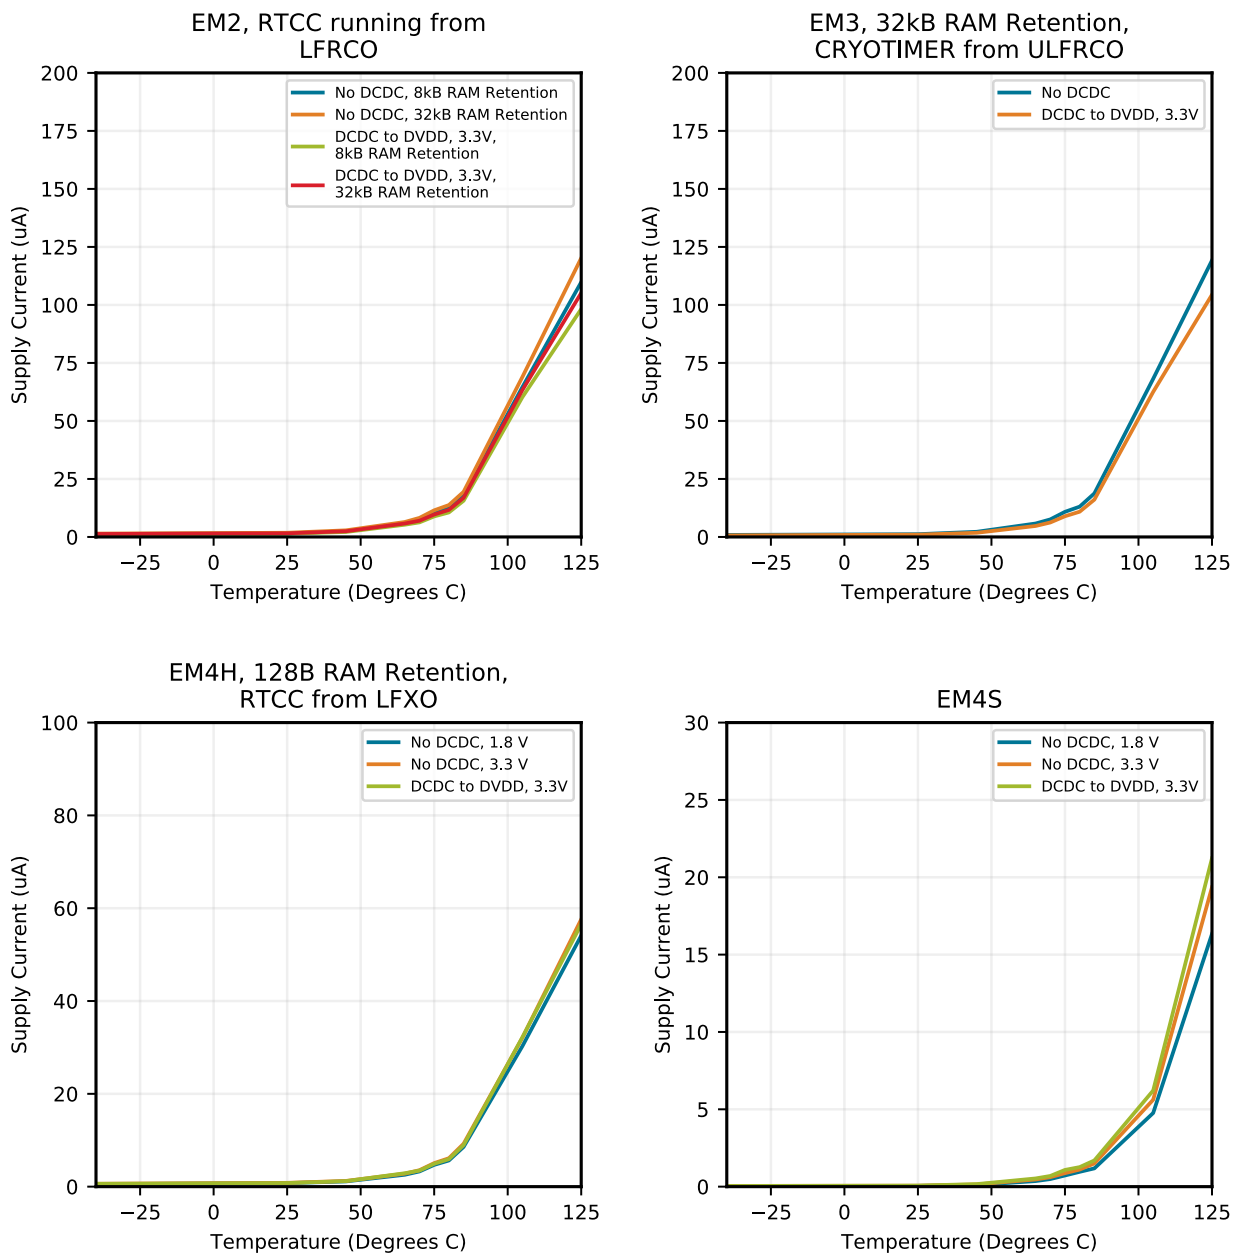 EM2, RTCC running from
LFRCO
200
175
150
125
100
75
50
25
0
Supply Current (uA)
No DCDC, 8kB RAM Retention
No DCDC, 32kB RAM Retention
DCDC to DVDD, 3.3V,
8kB RAM Retention
DCDC to DVDD, 3.3V,
32kB RAM Retention
−25 0 25 50 75 100 125
Temperature (Degrees C)
EM3, 32kB RAM Retention,
CRYOTIMER from ULFRCO
200
175
150
125
100
75
50
25
0
Supply Current (uA)
No DCDC
DCDC to DVDD, 3.3V
−25 0 25 50 75 100 125
Temperature (Degrees C)
EM4H, 128B RAM Retention,
RTCC from LFXO
100
80
60
40
20
0
Supply Current (uA)
No DCDC, 1.8 V
No DCDC, 3.3 V
DCDC to DVDD, 3.3V
−25 0 25 50 75 100 125
Temperature (Degrees C)
EM4S
30
25
20
15
10
5
0
Supply Current (uA)
No DCDC, 1.8 V
No DCDC, 3.3 V
DCDC to DVDD, 3.3V
−25 0 25 50 75 100 125
Temperature (Degrees C)